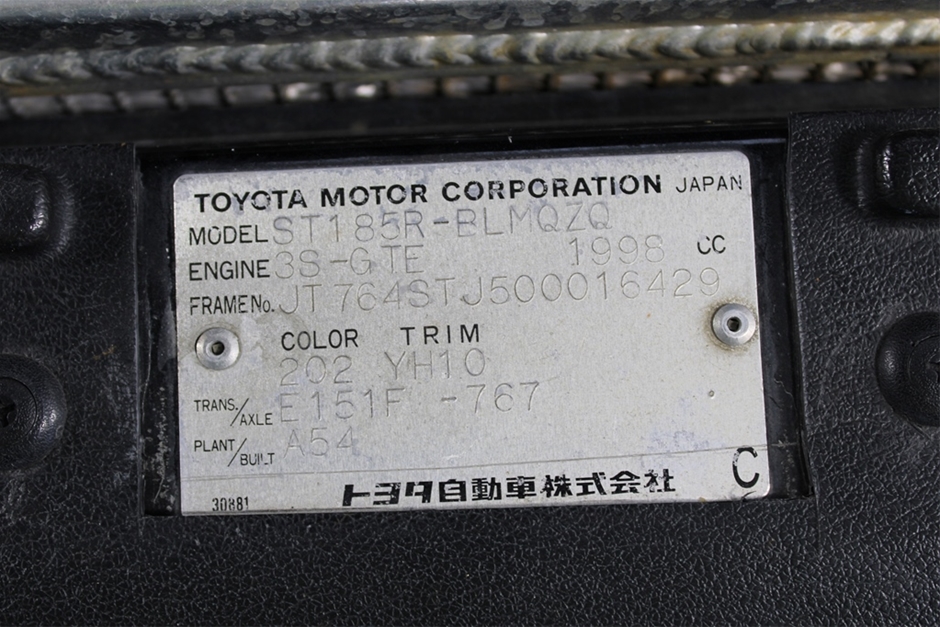 TOYOTA MOTOR CORPORATION JAPAN
MODEL ST185R-BLMQZQ
ENGINE 3S-GTE 1998 CC
FRAME No. JT764STJ500016429
COLOR TRIM
202 YH10
TRANS./AXLE E151F -767
PLANT/BUILT A54
C
30881 トヨタ自動車株式会社